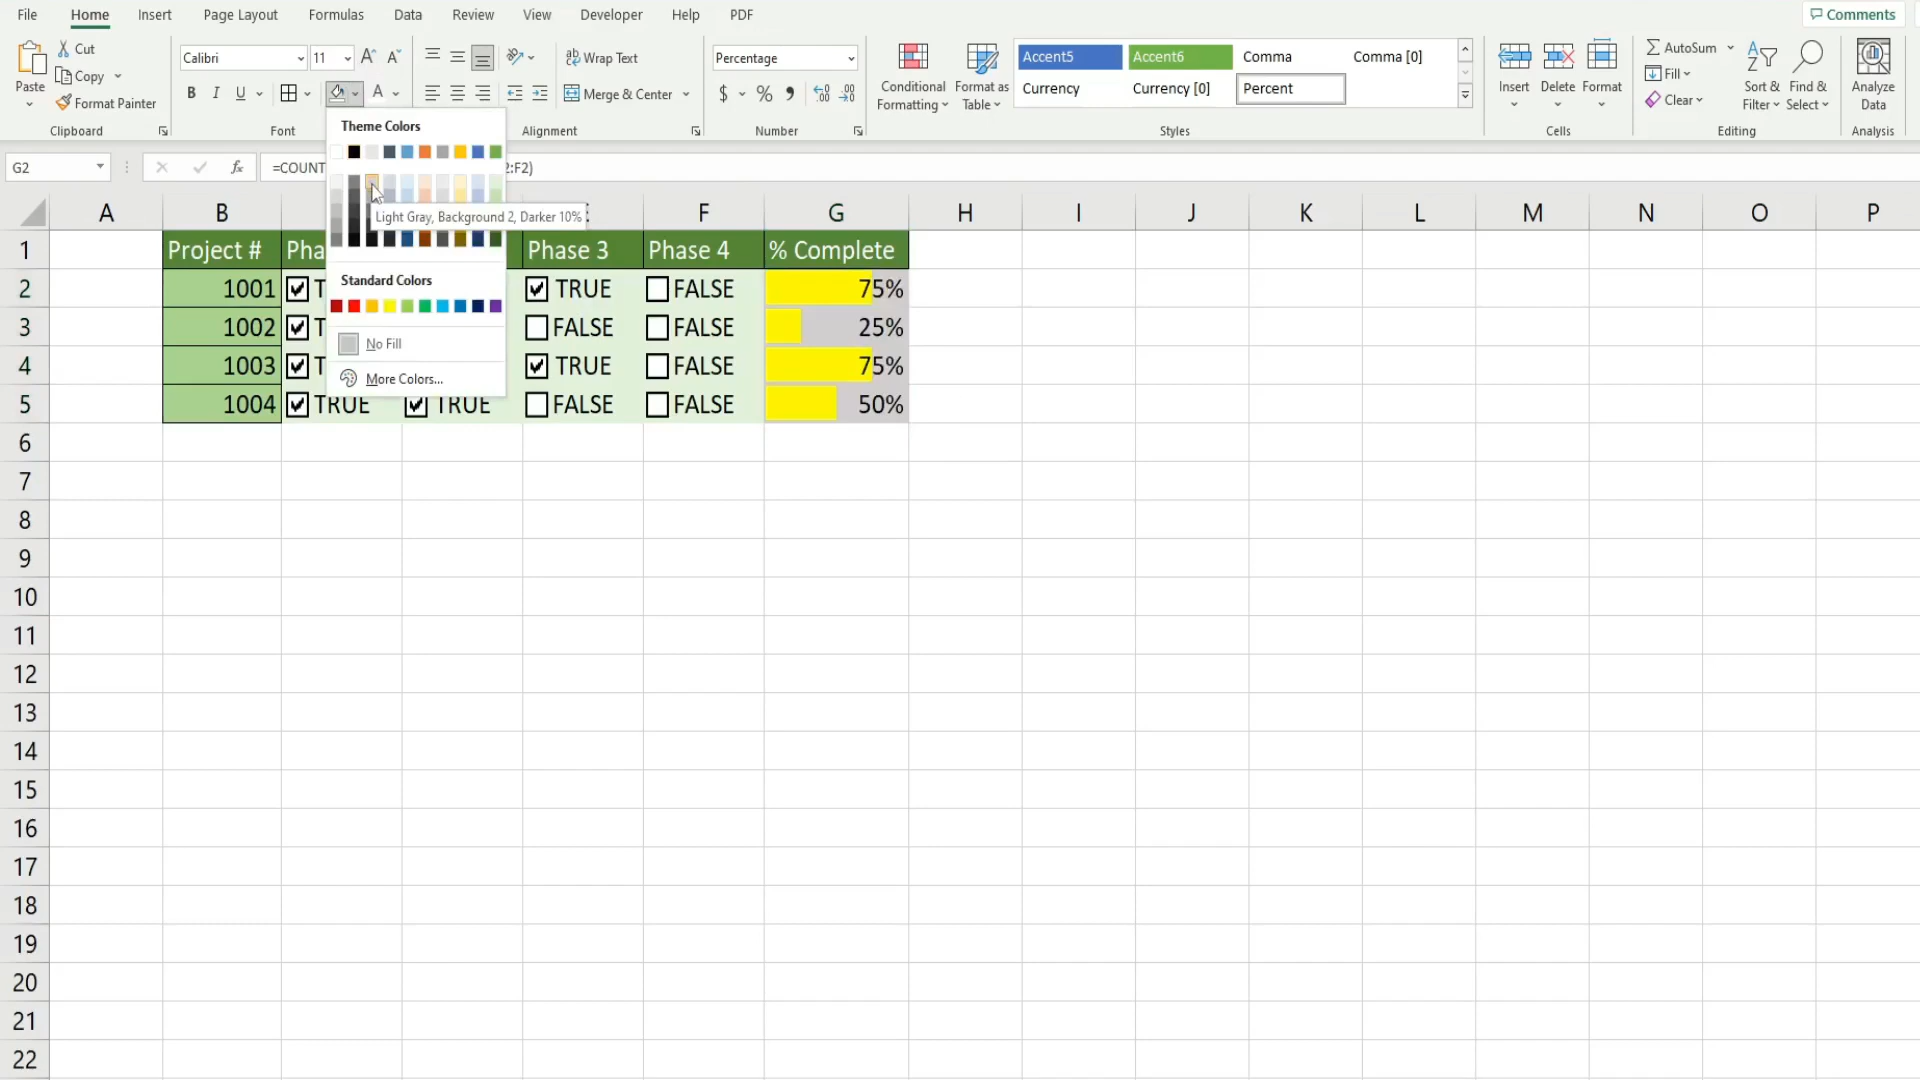 File Home Insert Page Layout Formulas Data Review View Developer Help PDF Comments
Paste Cut Copy Format Painter Clipboard
Calibri 11 A A B I U A Font
Wrap Text Merge & Center Alignment
Percentage $ % 9 Number
Conditional Formatting Format as Table
Accent5 Accent6 Comma Comma [0]
Currency Currency [0] Percent
Styles
Insert Delete Format Cells
AutoSum Fill Clear Sort & Filter Find & Select Editing
Analyze Data Analysis
G2 fx =COUNT 2:F2)
Theme Colors
Light Gray, Background 2, Darker 10%
Standard Colors
No Fill
More Colors...
A B F G H I J K L M N O P
1 Project # Pha Phase 3 Phase 4 % Complete
2 1001 T TRUE FALSE 75%
3 1002 T FALSE FALSE 25%
4 1003 T TRUE FALSE 75%
5 1004 TRUE TRUE FALSE FALSE 50%
6
7
8
9
10
11
12
13
14
15
16
17
18
19
20
21
22